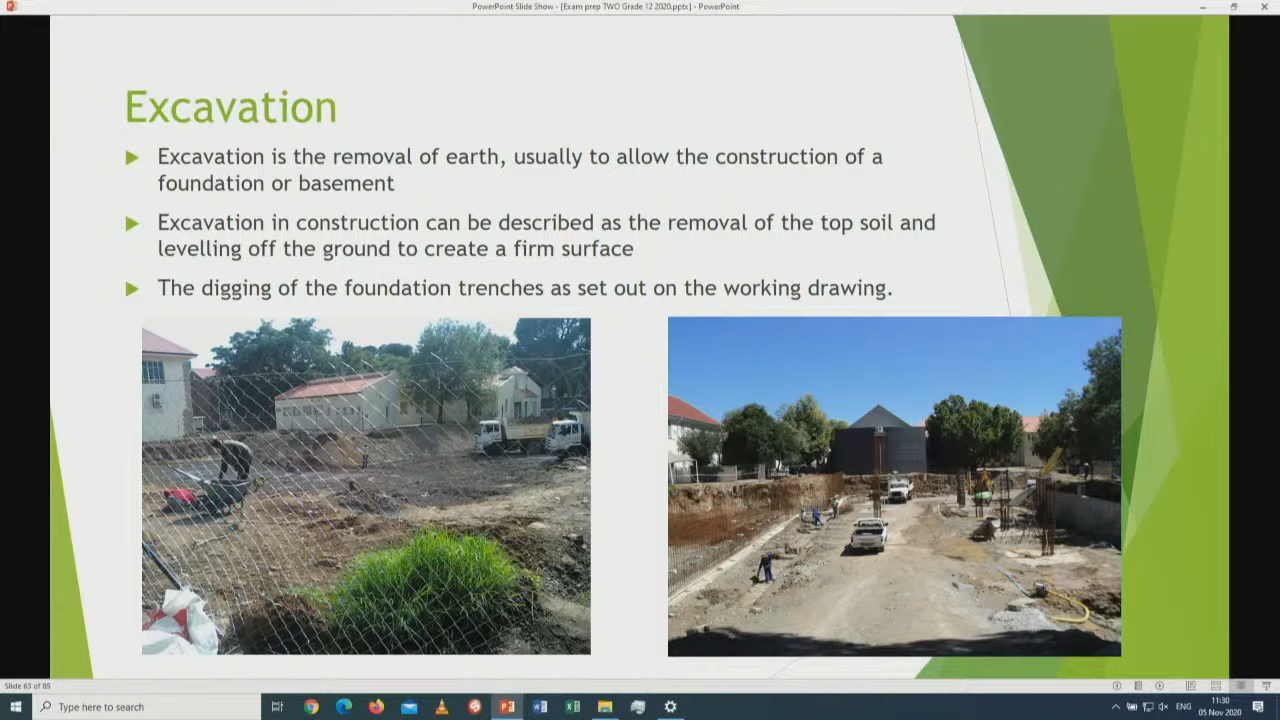 PowerPoint Slide Show - [Exam prep TWO Grade 12 2020.pptx] - PowerPoint
Excavation
Excavation is the removal of earth, usually to allow the construction of a
foundation or basement
Excavation in construction can be described as the removal of the top soil and
levelling off the ground to create a firm surface
The digging of the foundation trenches as set out on the working drawing.
Slide 63 of 85
Type here to search
ENG
11:30
05 Nov 2020